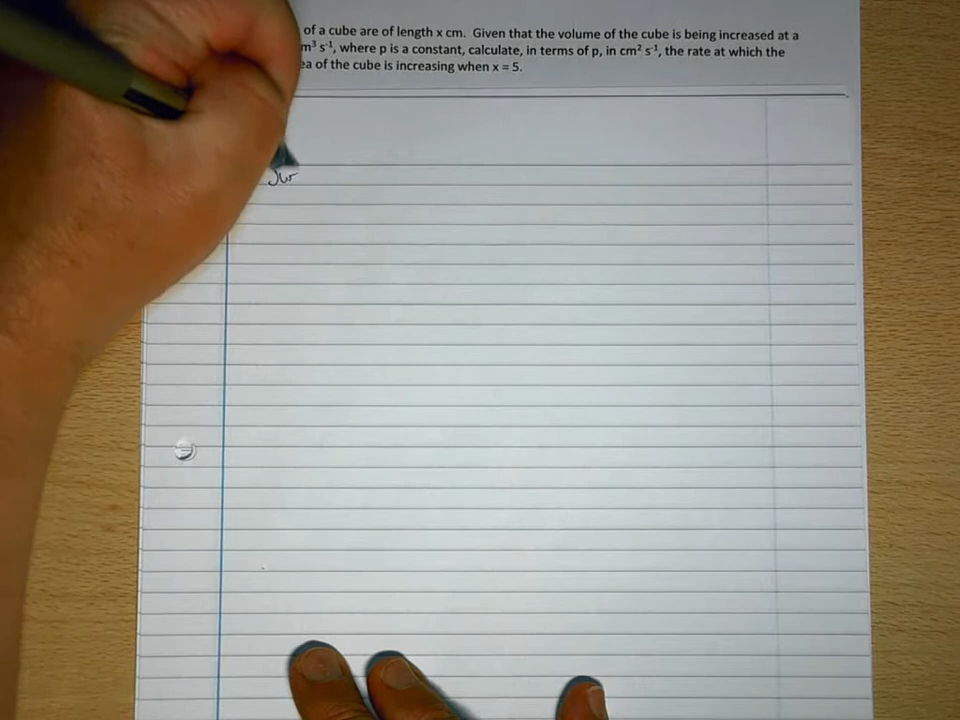 of a cube are of length x cm. Given that the volume of the cube is being increased at a
m³ s⁻¹, where p is a constant, calculate, in terms of p, in cm² s⁻¹, the rate at which the
of the cube is increasing when x = 5.